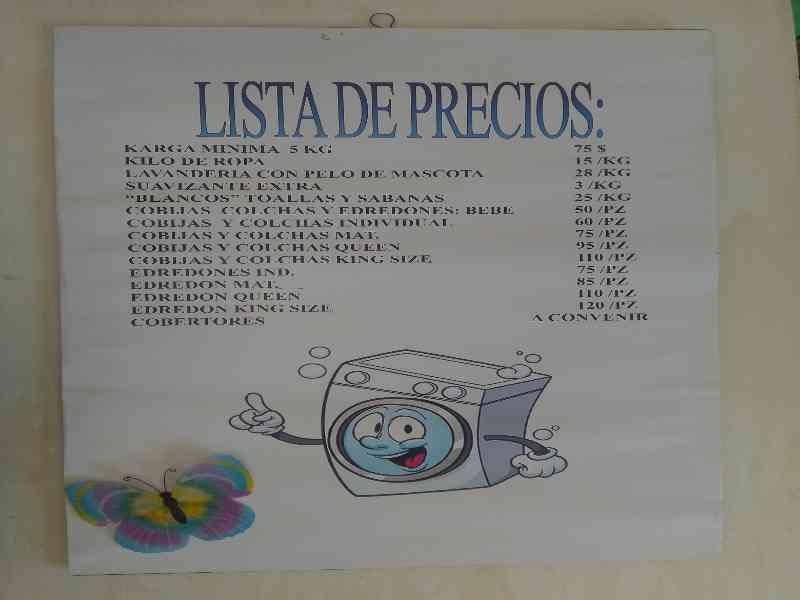 LISTA DE PRECIOS:
KARGA MINIMA 5 KG 75 $
KILO DE ROPA 15 /KG
LAVANDERIA CON PELO DE MASCOTA 28 /KG
SUAVIZANTE EXTRA 3 /KG
“BLANCOS” TOALLAS Y SABANAS 25 /KG
COBIJAS COLCHAS Y EDREDONES: BEBE 50 /PZ
COBIJAS Y COLCHAS INDIVIDUAL 60 /PZ
COBIJAS Y COLCHAS MAT. 75 /PZ
COBIJAS Y COLCHAS QUEEN 95 /PZ
COBIJAS Y COLCHAS KING SIZE 110 /PZ
EDREDONES IND. 75 /PZ
EDREDON MAT. 85 /PZ
EDREDON QUEEN 110 /PZ
EDREDON KING SIZE 120 /PZ
COBERTORES A CONVENIR